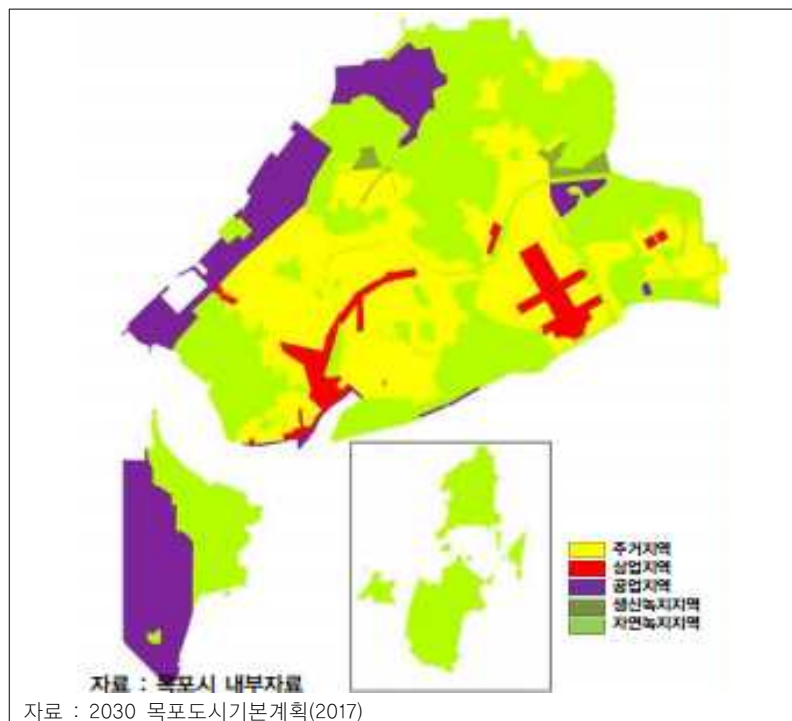 주거지역
상업지역
공업지역
생산녹지지역
자연녹지지역
자료 : 목포시 내부자료
자료 : 2030 목포도시기본계획(2017)